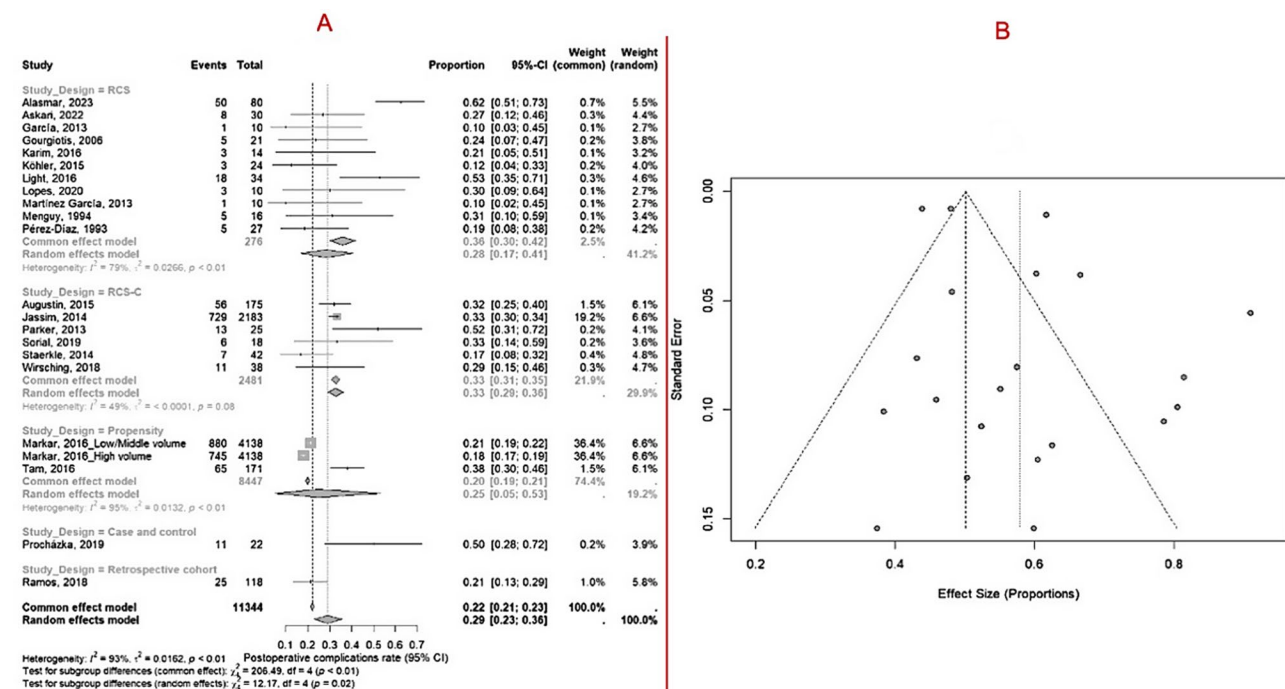 A
Study Events Total Proportion 95%-CI Weight (common) Weight (random)
Study_Design = RCS
Alasmar, 2023 50 80 0.62 [0.51; 0.73] 0.7% 5.5%
Askari, 2022 8 30 0.27 [0.12; 0.46] 0.3% 4.4%
García, 2013 1 10 0.10 [0.03; 0.45] 0.1% 2.7%
Gourgiotis, 2006 5 21 0.24 [0.07; 0.47] 0.2% 3.8%
Karim, 2016 3 14 0.21 [0.05; 0.51] 0.1% 3.2%
Köhler, 2015 3 24 0.12 [0.04; 0.33] 0.2% 4.0%
Light, 2016 18 34 0.53 [0.35; 0.71] 0.3% 4.6%
Lopes, 2020 3 10 0.30 [0.09; 0.64] 0.1% 2.7%
Martínez García, 2013 1 10 0.10 [0.02; 0.45] 0.1% 2.7%
Menguy, 1994 5 16 0.31 [0.10; 0.59] 0.1% 3.4%
Pérez-Díaz, 1993 5 27 0.19 [0.08; 0.38] 0.2% 4.2%
Common effect model 276 0.36 [0.30; 0.42] 2.5% .
Random effects model 0.28 [0.17; 0.41] . 41.2%
Heterogeneity: I² = 79%, τ² = 0.0266, p < 0.01
Study_Design = RCS-C
Augustin, 2015 56 175 0.32 [0.25; 0.40] 1.5% 6.1%
Jassim, 2014 729 2183 0.33 [0.30; 0.34] 19.2% 6.6%
Parker, 2013 13 25 0.52 [0.31; 0.72] 0.2% 4.1%
Sorial, 2019 6 18 0.33 [0.14; 0.59] 0.2% 3.6%
Staerkle, 2014 7 42 0.17 [0.08; 0.32] 0.4% 4.8%
Wirsching, 2018 11 38 0.29 [0.15; 0.46] 0.3% 4.7%
Common effect model 2481 0.33 [0.31; 0.35] 21.9% .
Random effects model 0.33 [0.29; 0.36] . 29.9%
Heterogeneity: I² = 49%, τ² = < 0.0001, p = 0.08
Study_Design = Propensity
Markar, 2016_Low/Middle volume 880 4138 0.21 [0.19; 0.22] 36.4% 6.6%
Markar, 2016_High volume 745 4138 0.18 [0.17; 0.19] 36.4% 6.6%
Tam, 2016 65 171 0.38 [0.30; 0.46] 1.5% 6.1%
Common effect model 8447 0.20 [0.19; 0.21] 74.4% .
Random effects model 0.25 [0.05; 0.53] . 19.2%
Heterogeneity: I² = 95%, τ² = 0.0132, p < 0.01
Study_Design = Case and control
Procházka, 2019 11 22 0.50 [0.28; 0.72] 0.2% 3.9%
Study_Design = Retrospective cohort
Ramos, 2018 25 118 0.21 [0.13; 0.29] 1.0% 5.8%
Common effect model 11344 0.22 [0.21; 0.23] 100.0% .
Random effects model 0.29 [0.23; 0.36] . 100.0%
0.1 0.2 0.3 0.4 0.5 0.6 0.7
Heterogeneity: I² = 93%, τ² = 0.0162, p < 0.01 Postoperative complications rate (95% CI)
Test for subgroup differences (common effect): χ²₄ = 206.49, df = 4 (p < 0.01)
Test for subgroup differences (random effects): χ²₄ = 12.17, df = 4 (p = 0.02)
B
Standard Error
0.00
0.05
0.10
0.15
0.2 0.4 0.6 0.8
Effect Size (Proportions)